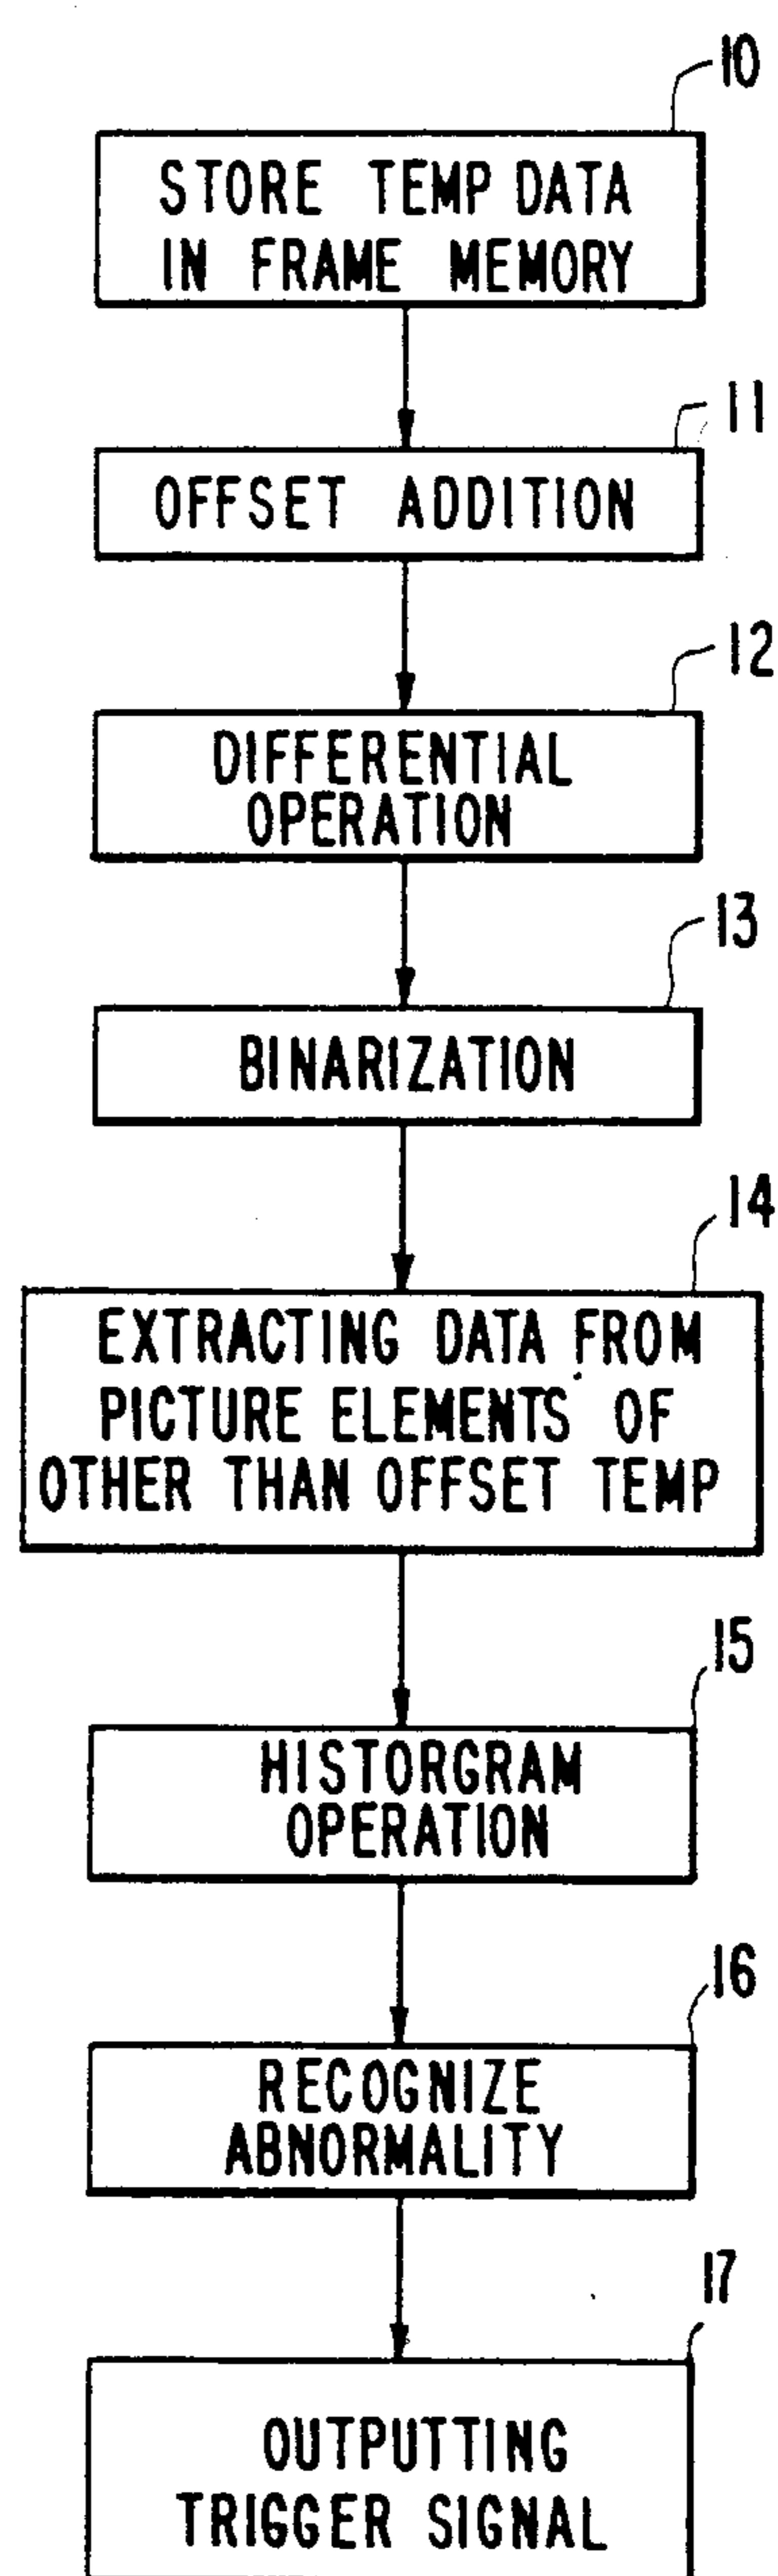 10
STORE TEMP DATA
IN FRAME MEMORY
11
OFFSET ADDITION
12
DIFFERENTIAL
OPERATION
13
BINARIZATION
14
EXTRACTING DATA FROM
PICTURE ELEMENTS OF
OTHER THAN OFFSET TEMP
15
HISTORGRAM
OPERATION
16
RECOGNIZE
ABNORMALITY
17
OUTPUTTING
TRIGGER SIGNAL